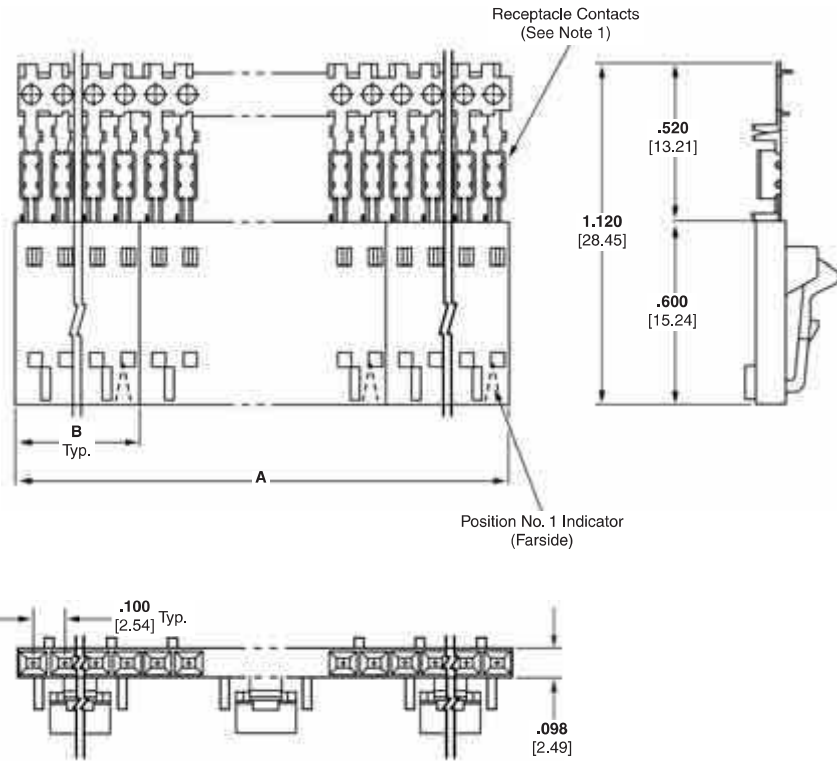 Receptacle Contacts
(See Note 1)
.520
[13.21]
1.120
[28.45]
.600
[15.24]
B
Typ.
A
Position No. 1 Indicator
(Farside)
.100
[2.54] Typ.
.098
[2.49]